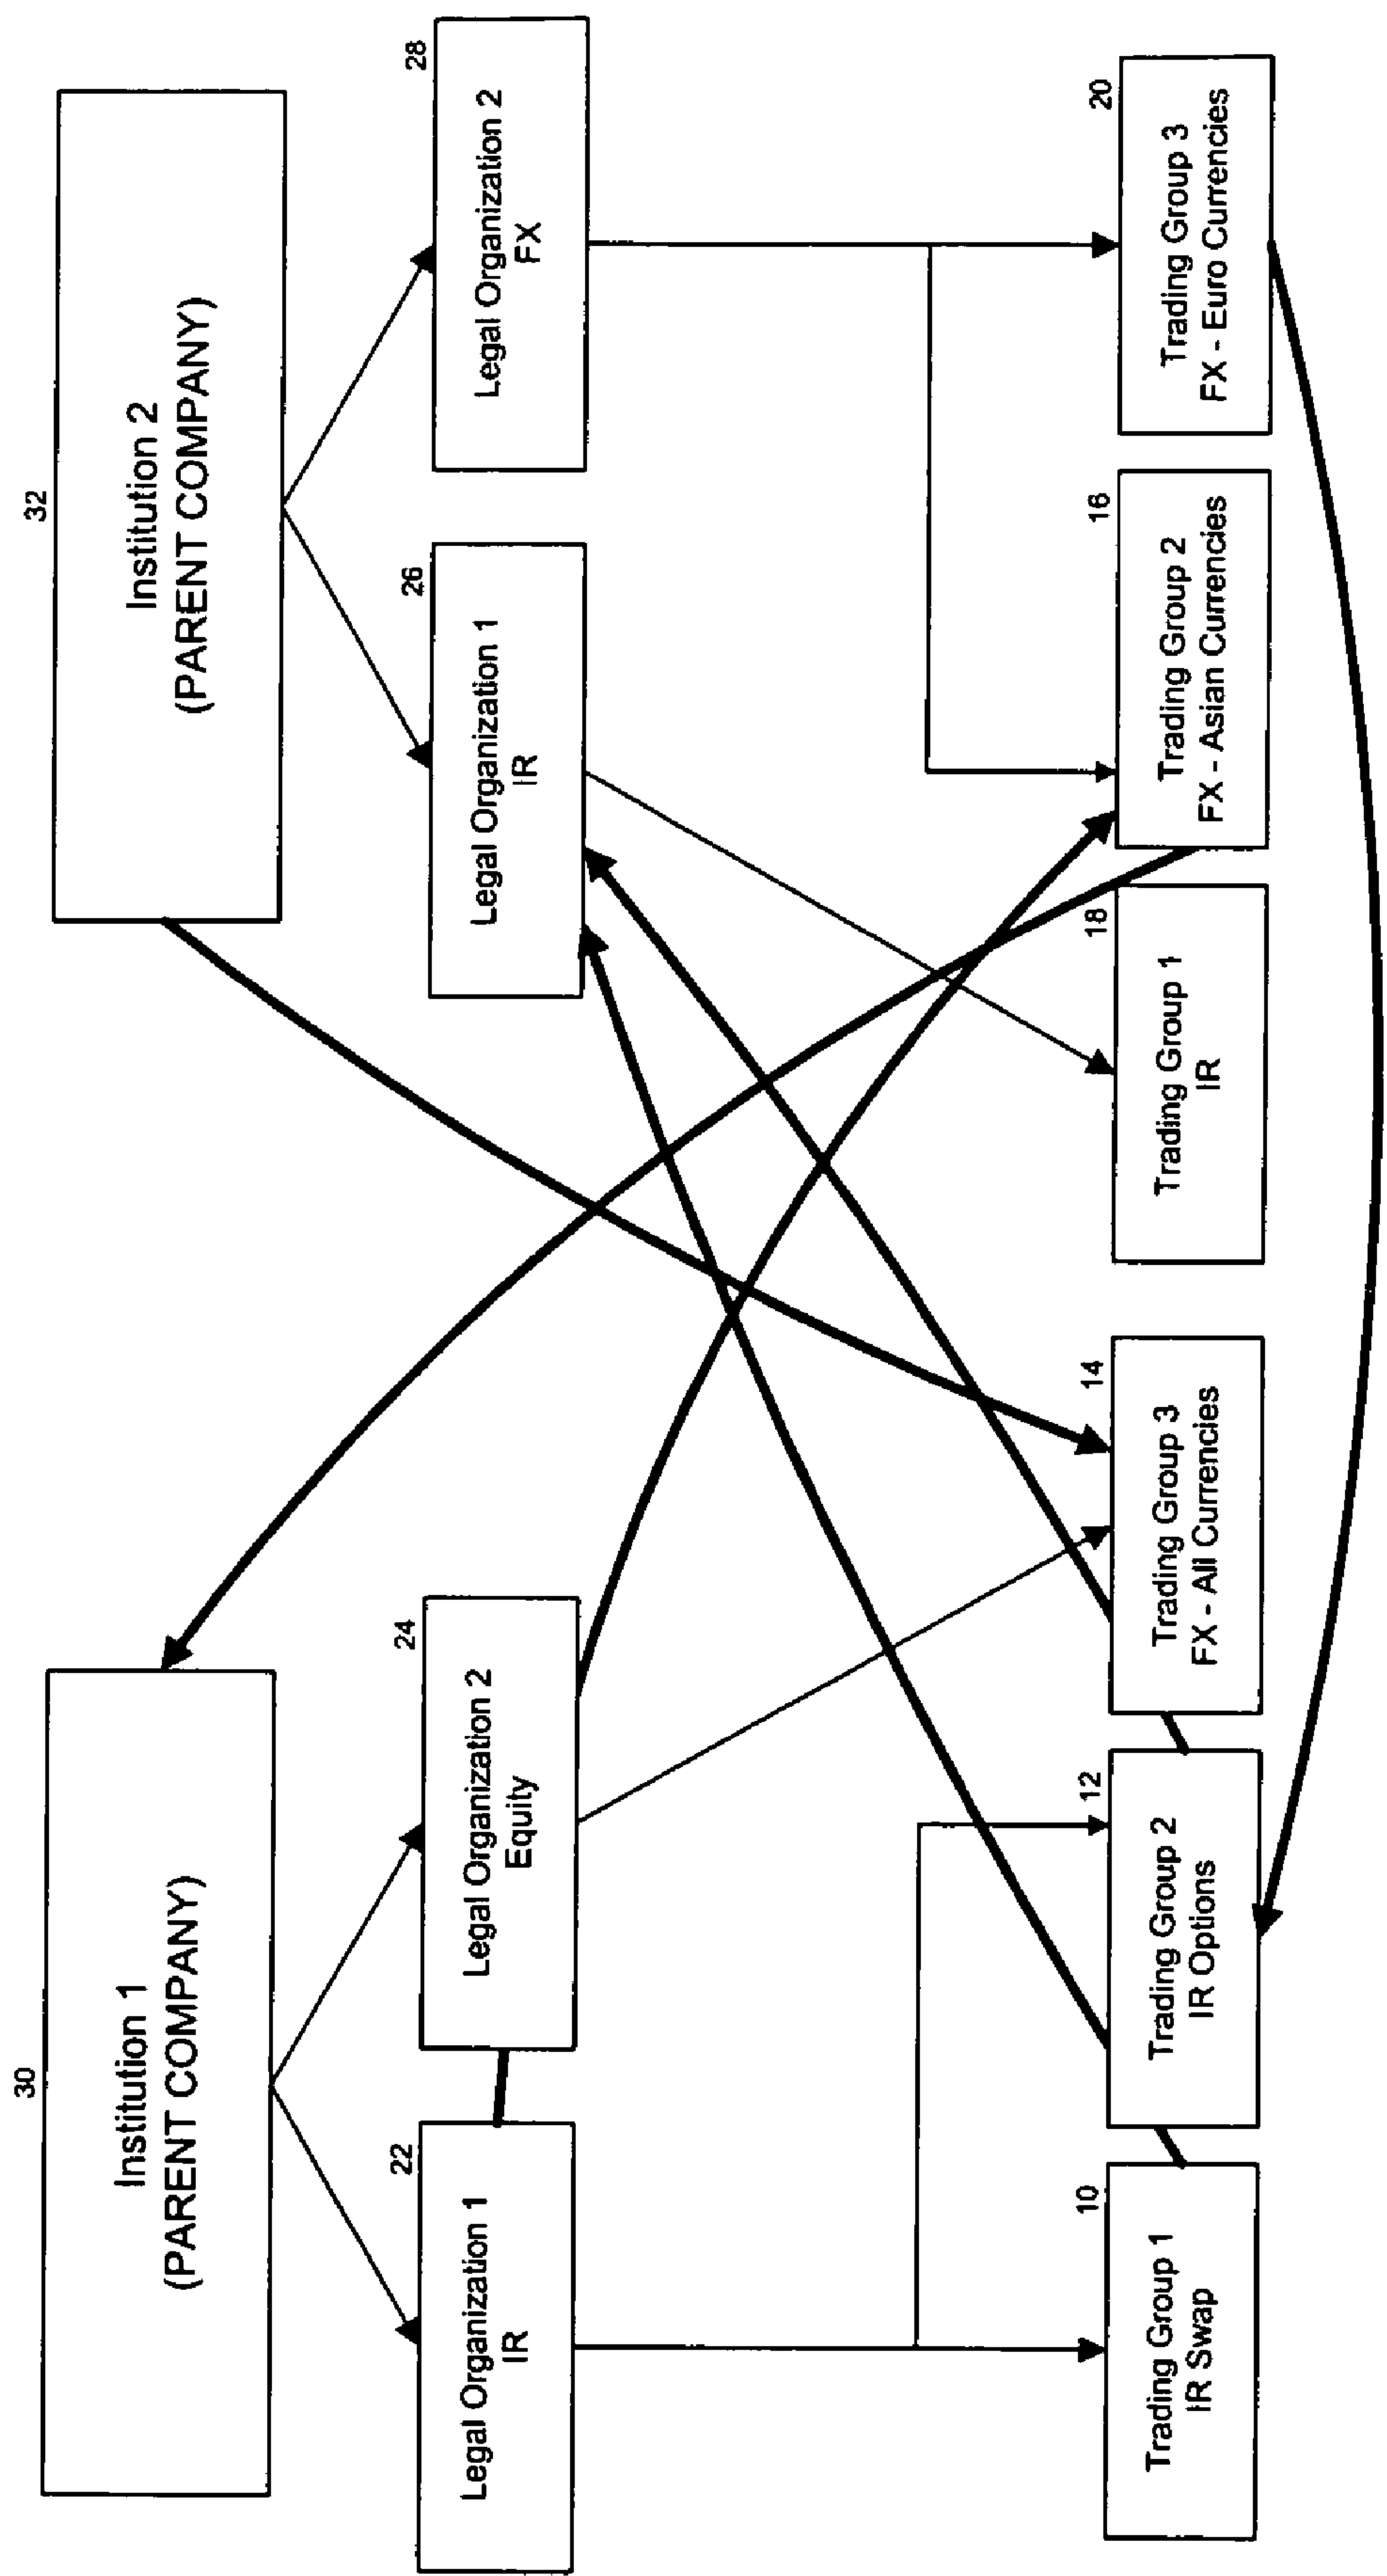 30
Institution 1
(PARENT COMPANY)
32
Institution 2
(PARENT COMPANY)
22
Legal Organization 1
IR
24
Legal Organization 2
Equity
26
Legal Organization 1
IR
28
Legal Organization 2
FX
10
Trading Group 1
IR Swap
12
Trading Group 2
IR Options
14
Trading Group 3
FX - All Currencies
18
Trading Group 1
IR
16
Trading Group 2
FX - Asian Currencies
20
Trading Group 3
FX - Euro Currencies